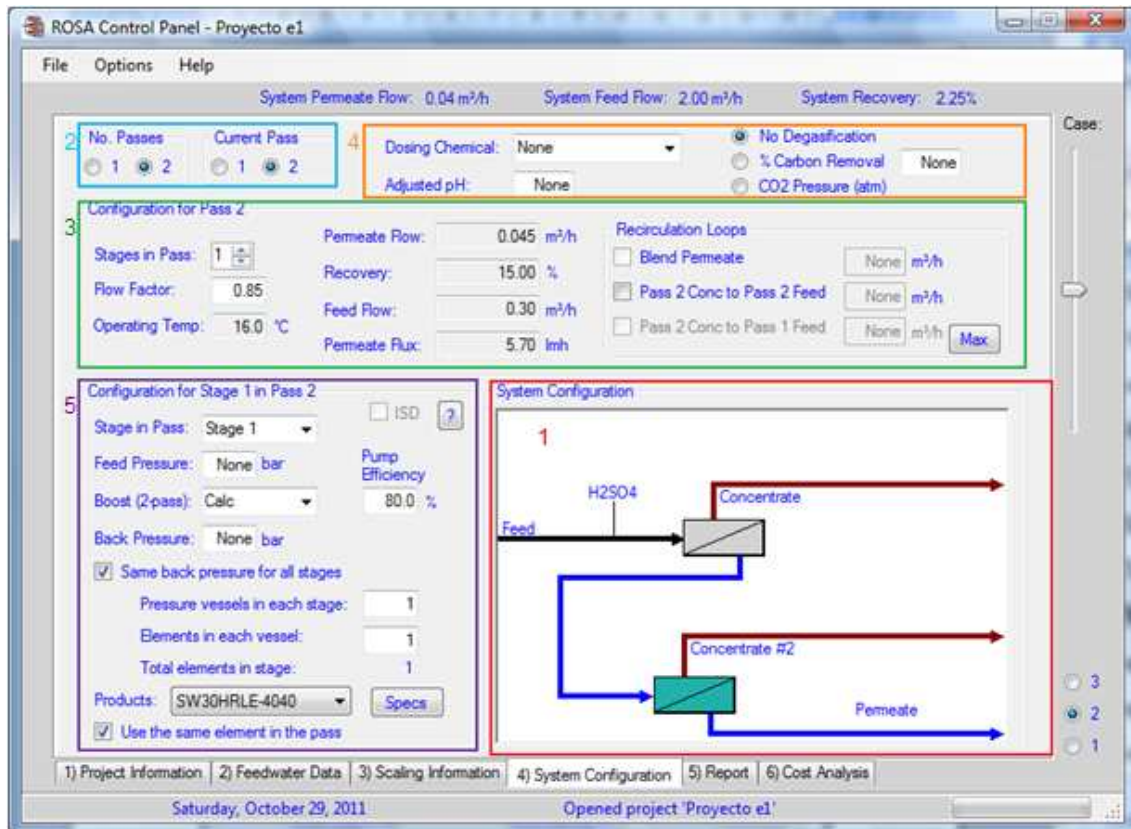 ROSA Control Panel - Proyecto e1
File Options Help
System Permeate Flow: 0.04 m³/h System Feed Flow: 2.00 m³/h System Recovery: 2.25%
Case:
2 No. Passes Current Pass
1 2 1 2
4 Dosing Chemical: None No Degasification
% Carbon Removal None
Adjusted pH: None CO2 Pressure (atm)
3 Configuration for Pass 2
Stages in Pass: 1
Flow Factor: 0.85
Operating Temp: 16.0 °C
Permeate Flow: 0.045 m³/h
Recovery: 15.00 %
Feed Flow: 0.30 m³/h
Permeate Flux: 5.70 lmh
Recirculation Loops
Blend Permeate None m³/h
Pass 2 Conc to Pass 2 Feed None m³/h
Pass 2 Conc to Pass 1 Feed None m³/h Max
5 Configuration for Stage 1 in Pass 2
ISD ?
Stage in Pass: Stage 1
Feed Pressure: None bar
Pump
Efficiency
Boost (2-pass): Calc 80.0 %
Back Pressure: None bar
Same back pressure for all stages
Pressure vessels in each stage: 1
Elements in each vessel: 1
Total elements in stage: 1
Products: SW30HRLE-4040 Specs
Use the same element in the pass
System Configuration
1
H2SO4
Concentrate
Feed
Concentrate #2
Permeate
3
2
1
1) Project Information 2) Feedwater Data 3) Scaling Information 4) System Configuration 5) Report 6) Cost Analysis
Saturday, October 29, 2011 Opened project 'Proyecto e1'